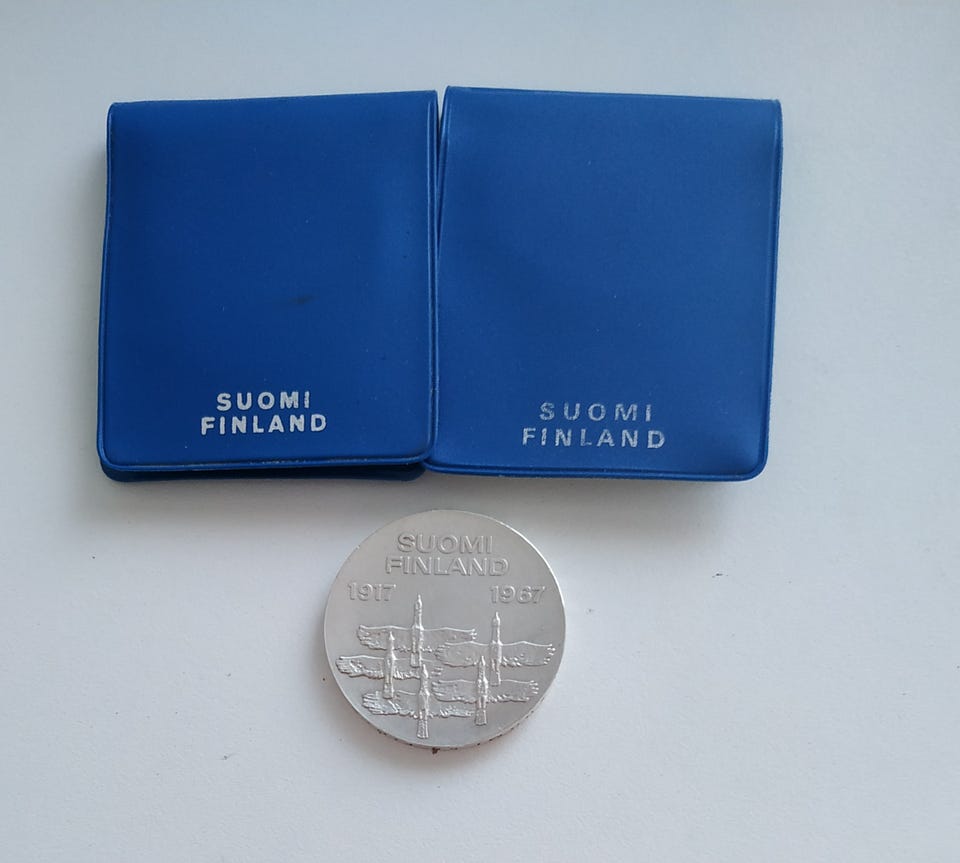 SUOMI
FINLAND
SUOMI
FINLAND
SUOMI
FINLAND
1917 1967